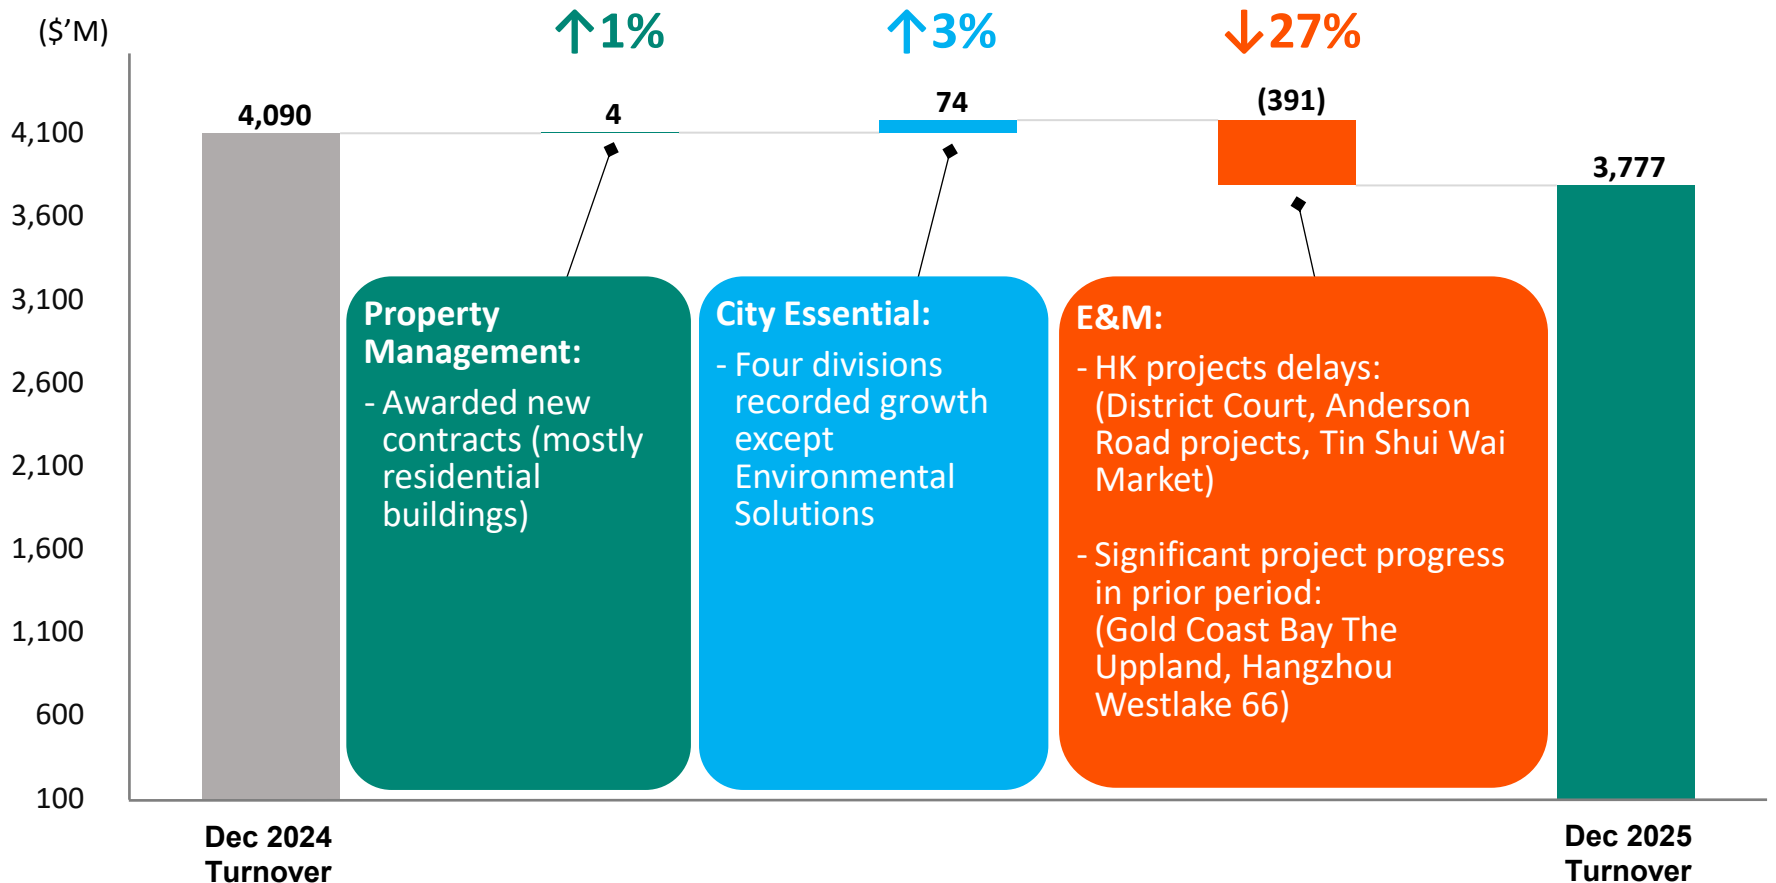 ($'M)
↑1%
↑3%
↓27%
4,090
4
74
(391)
3,777
4,100
3,600
3,100
2,600
2,100
1,600
1,100
600
100
Property
Management:
- Awarded new
contracts (mostly
residential
buildings)
City Essential:
- Four divisions
recorded growth
except
Environmental
Solutions
E&M:
- HK projects delays:
(District Court, Anderson
Road projects, Tin Shui Wai
Market)
- Significant project progress
in prior period:
(Gold Coast Bay The
Uppland, Hangzhou
Westlake 66)
Dec 2024
Turnover
Dec 2025
Turnover